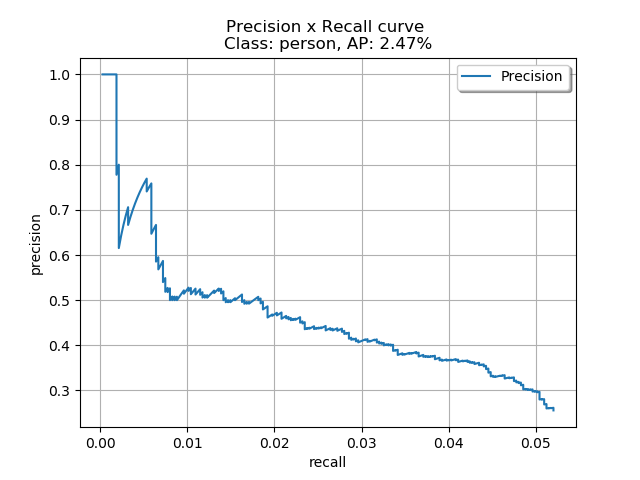 Precision x Recall curve
Class: person, AP: 2.47%
Precision
1.0
0.9
0.8
0.7
0.6
0.5
0.4
0.3
precision
0.00 0.01 0.02 0.03 0.04 0.05
recall